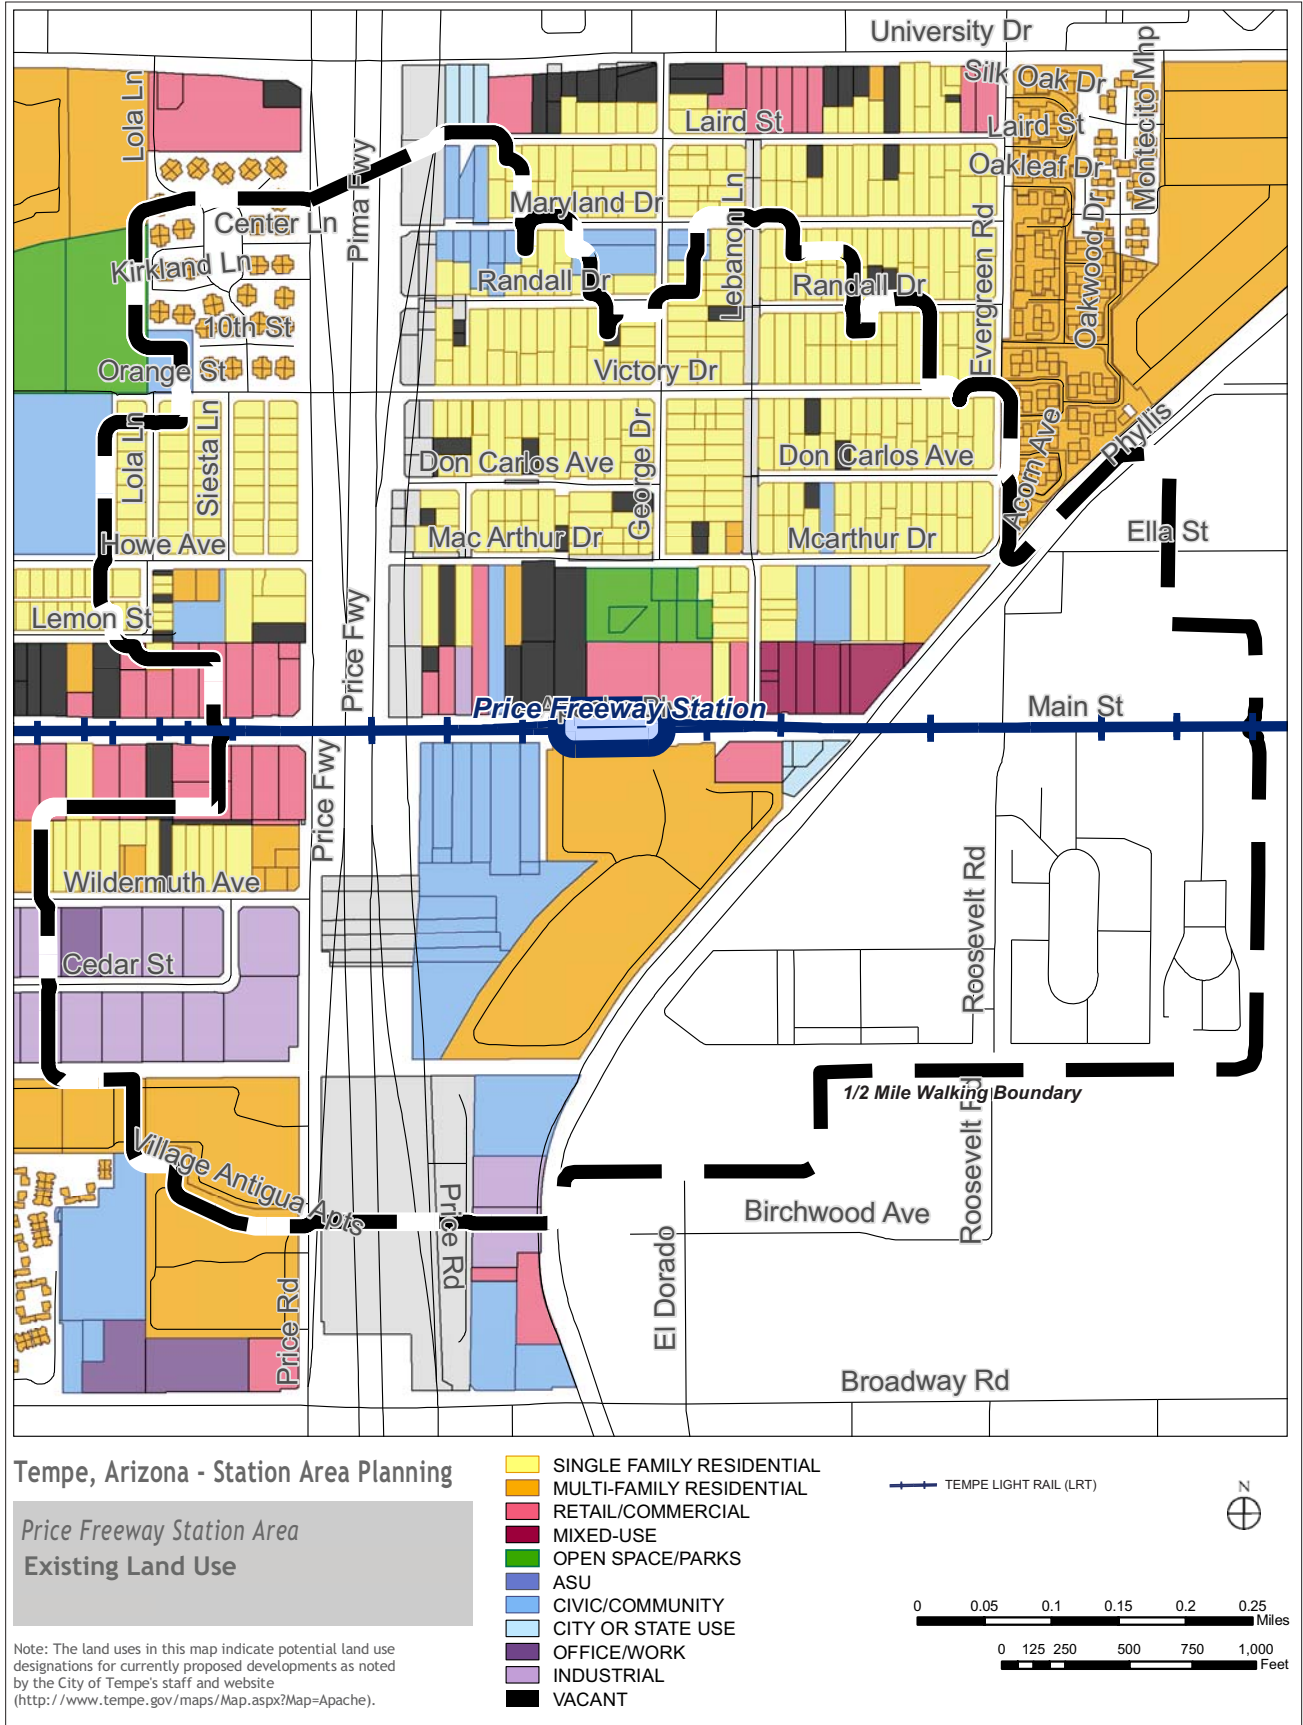 University Dr
Lola Ln
Silk Oak Dr
Montecito Mhp
Laird St
Laird St
Oakleaf Dr
Pima Fwy
Maryland Dr
Lebanon Ln
Center Ln
Evergreen Rd
Oakwood Dr
Kirkland Ln
Randall Dr
Randall Dr
10th St
Orange St
Victory Dr
Lola Ln
Siesta Ln
George Dr
Acorn Ave
Phyllis
Don Carlos Ave
Don Carlos Ave
Howe Ave
Mac Arthur Dr
Mcarthur Dr
Ella St
Lemon St
Price Fwy
Price Freeway Station
Main St
Price Fwy
Wildermuth Ave
Roosevelt Rd
Cedar St
1/2 Mile Walking Boundary
Roosevelt Rd
Village Antigua Apts
Price Rd
Birchwood Ave
El Dorado
Price Rd
Broadway Rd
Tempe, Arizona - Station Area Planning
Price Freeway Station Area
Existing Land Use
Note: The land uses in this map indicate potential land use
designations for currently proposed developments as noted
by the City of Tempe's staff and website
(http://www.tempe.gov/maps/Map.aspx?Map=Apache).
SINGLE FAMILY RESIDENTIAL
MULTI-FAMILY RESIDENTIAL
RETAIL/COMMERCIAL
MIXED-USE
OPEN SPACE/PARKS
ASU
CIVIC/COMMUNITY
CITY OR STATE USE
OFFICE/WORK
INDUSTRIAL
VACANT
TEMPE LIGHT RAIL (LRT)
N
0 0.05 0.1 0.15 0.2 0.25
Miles
0 125 250 500 750 1,000
Feet